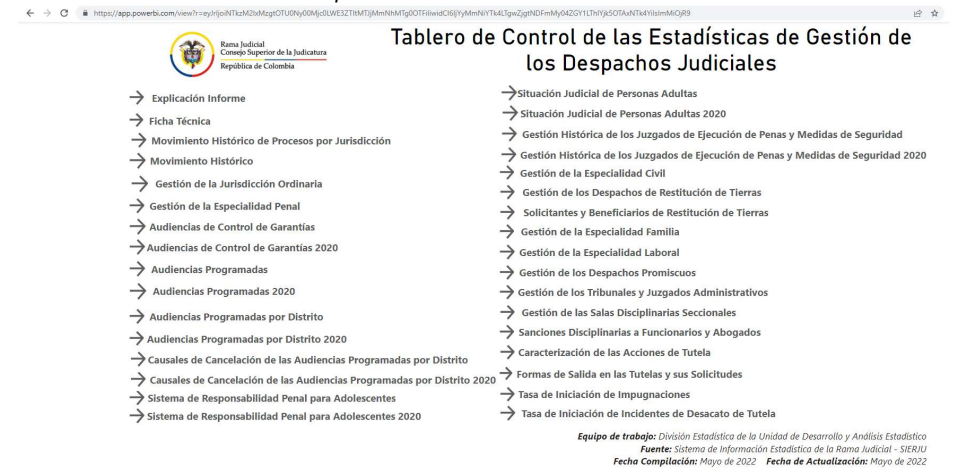 Rama Judicial
Consejo Superior de la Judicatura
República de Colombia
Tablero de Control de las Estadísticas de Gestión de
los Despachos Judiciales
Explicación Informe
Ficha Técnica
Movimiento Histórico de Procesos por Jurisdicción
Movimiento Histórico
Gestión de la Jurisdicción Ordinaria
Gestión de la Especialidad Penal
Audiencias de Control de Garantías
Audiencias de Control de Garantías 2020
Audiencias Programadas
Audiencias Programadas 2020
Audiencias Programadas por Distrito
Audiencias Programadas por Distrito 2020
Causales de Cancelación de las Audiencias Programadas por Distrito
Causales de Cancelación de las Audiencias Programadas por Distrito 2020
Sistema de Responsabilidad Penal para Adolescentes
Sistema de Responsabilidad Penal para Adolescentes 2020
Situación Judicial de Personas Adultas
Situación Judicial de Personas Adultas 2020
Gestión Histórica de los Juzgados de Ejecución de Penas y Medidas de Seguridad
Gestión Histórica de los Juzgados de Ejecución de Penas y Medidas de Seguridad 2020
Gestión de la Especialidad Civil
Gestión de los Despachos de Restitución de Tierras
Solicitantes y Beneficiarios de Restitución de Tierras
Gestión de la Especialidad Familia
Gestión de la Especialidad Laboral
Gestión de los Despachos Promiscuos
Gestión de los Tribunales y Juzgados Administrativos
Gestión de las Salas Disciplinarias Seccionales
Sanciones Disciplinarias a Funcionarios y Abogados
Caracterización de las Acciones de Tutela
Formas de Salida en las Tutelas y sus Solicitudes
Tasa de Iniciación de Impugnaciones
Tasa de Iniciación de Incidentes de Desacato de Tutela
Equipo de trabajo: División Estadística de la Unidad de Desarrollo y Análisis Estadístico
Fuente: Sistema de Información Estadística de la Rama Judicial - SIERJU
Fecha Compilación: Mayo de 2022 Fecha de Actualización: Mayo de 2022